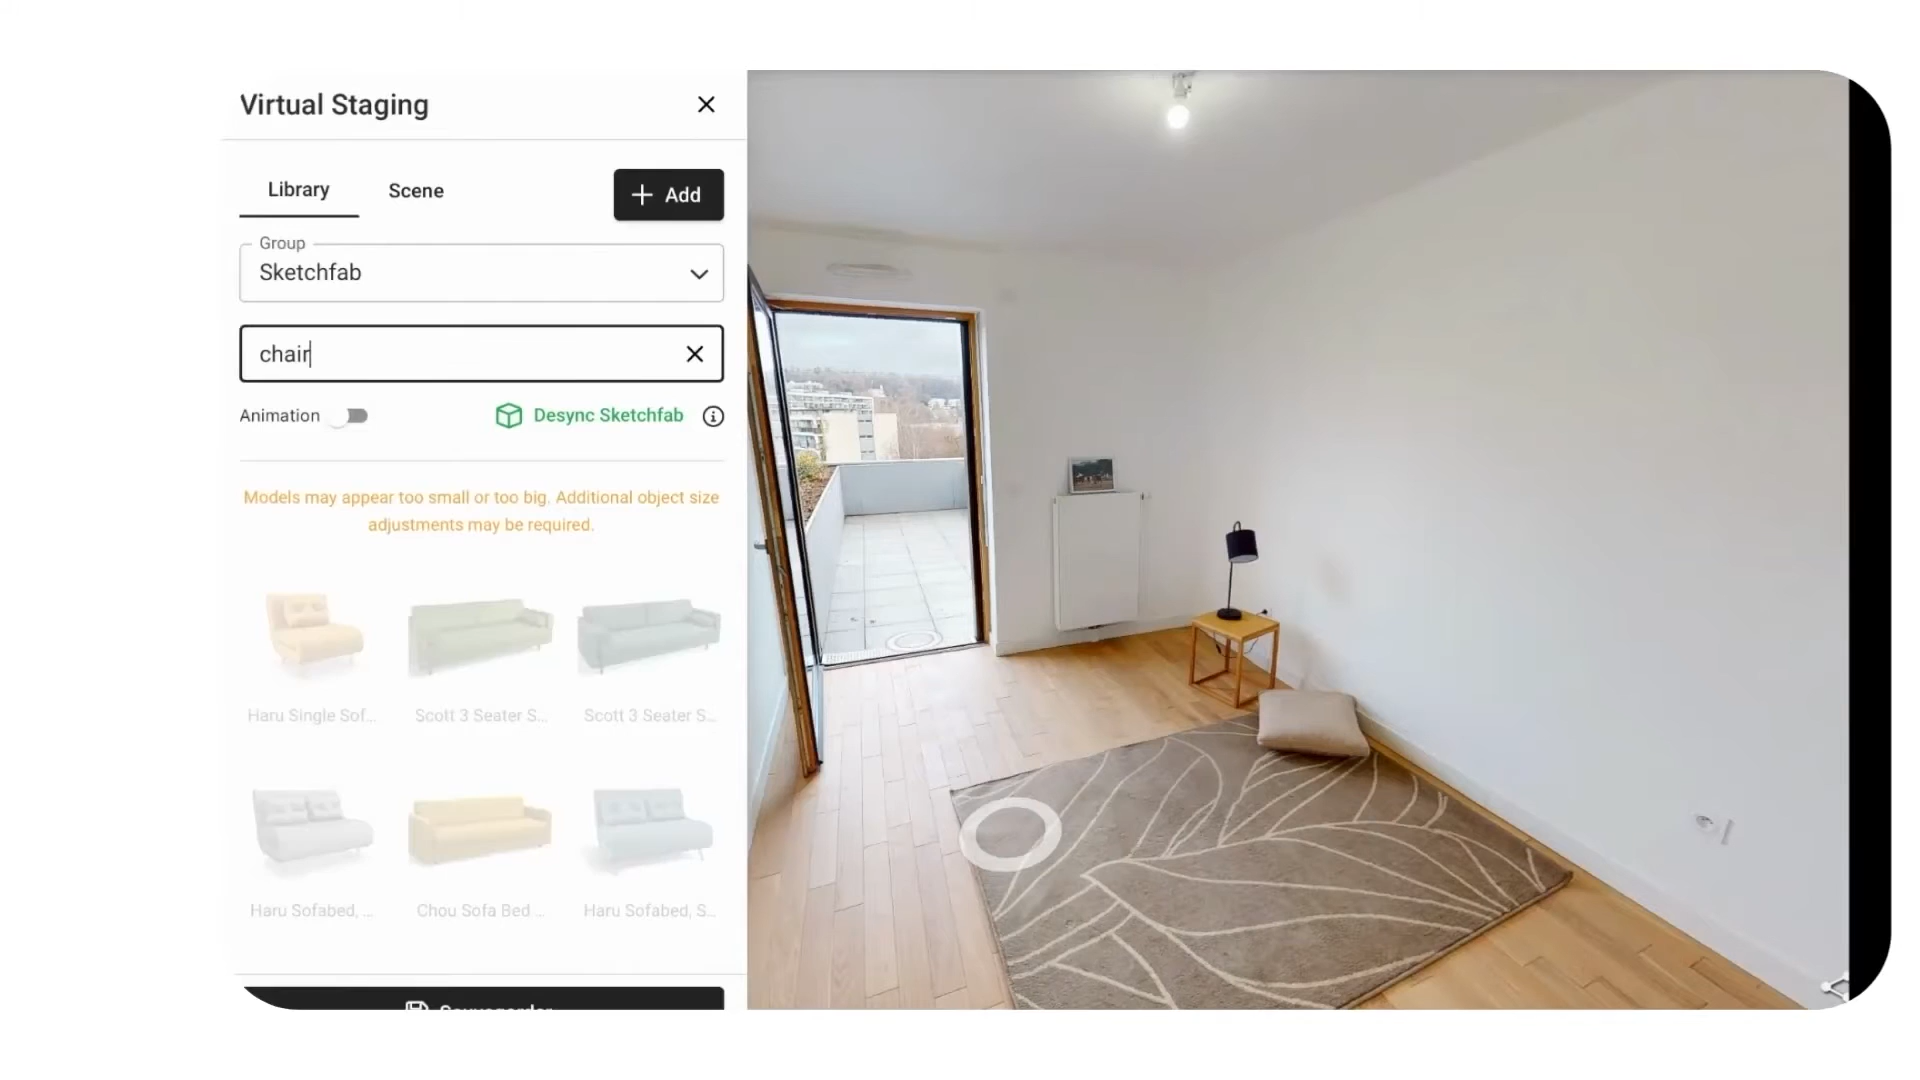 Virtual Staging
Library
Scene
Add
Group
Sketchfab
chair
Animation
Desync Sketchfab
Models may appear too small or too big. Additional object size
adjustments may be required.
Haru Single Sof...
Scott 3 Seater S...
Scott 3 Seater S...
Haru Sofabed, ...
Chou Sofa Bed ...
Haru Sofabed, S...